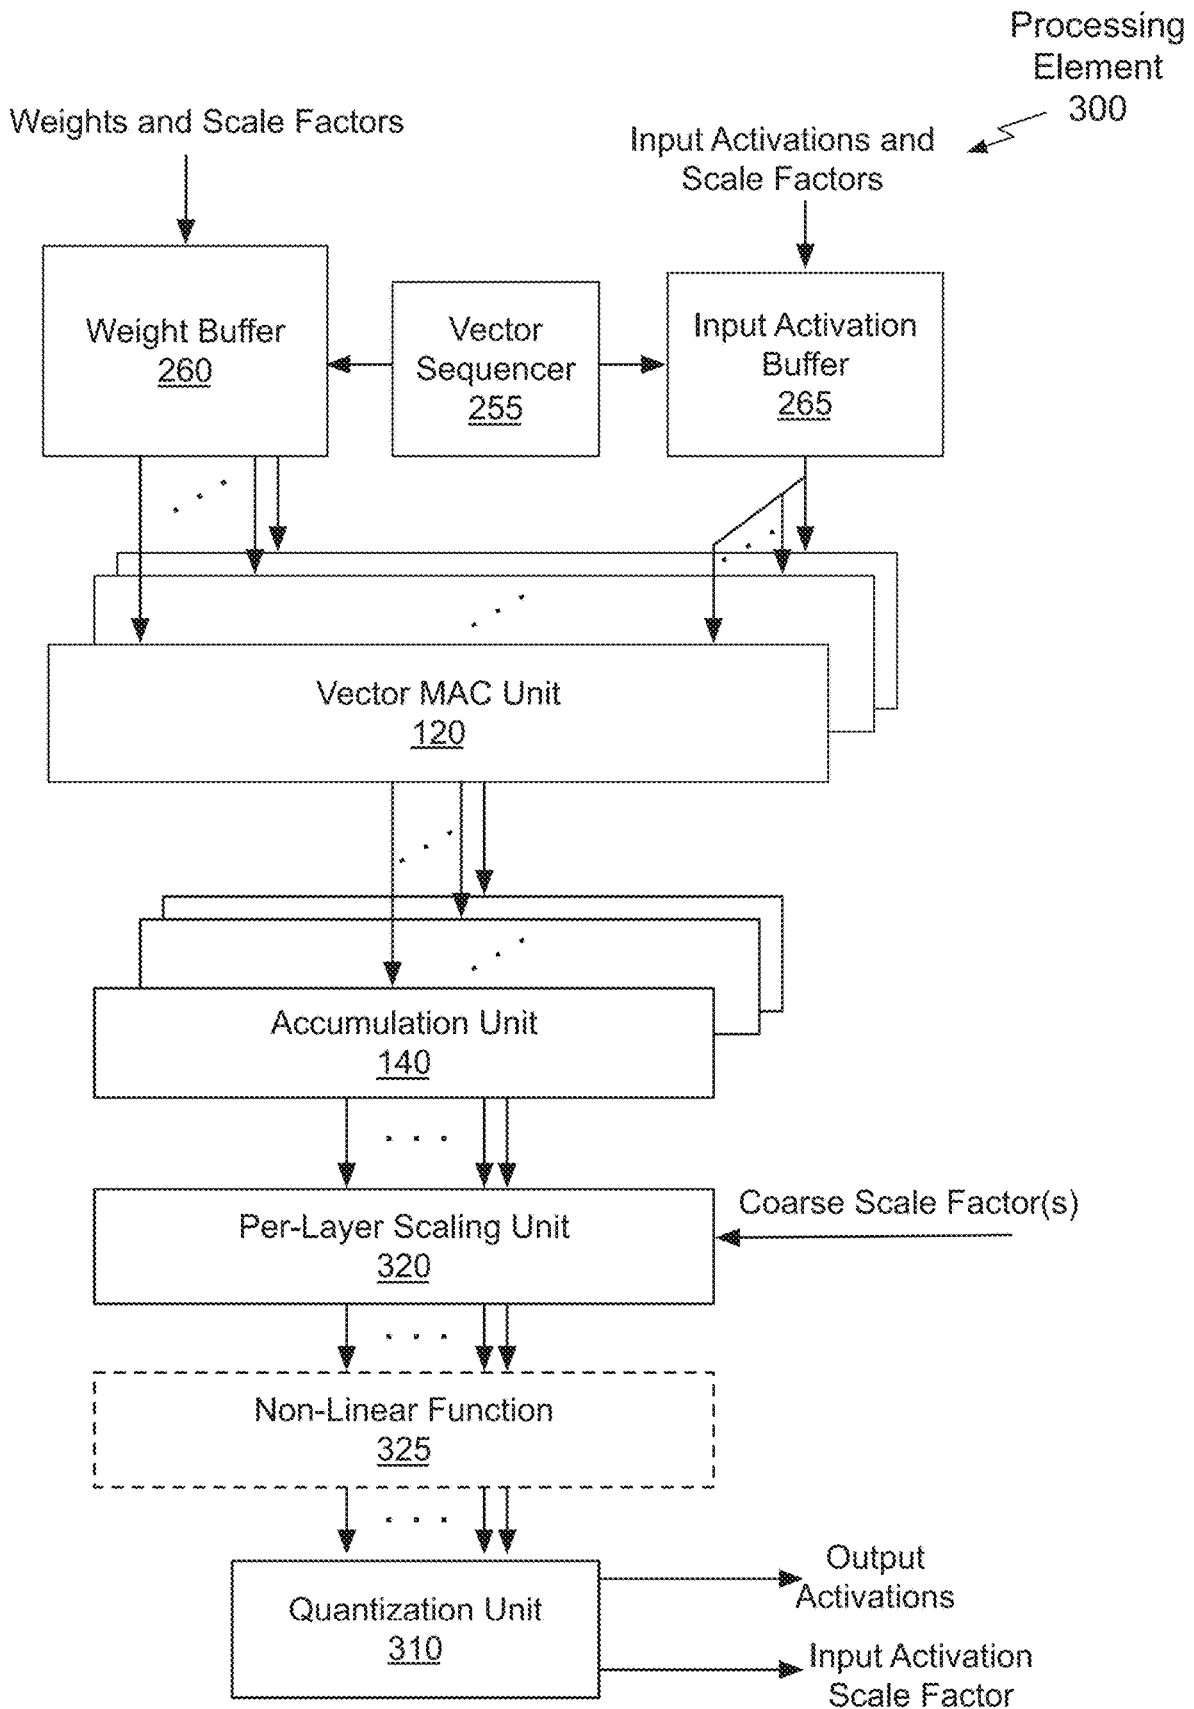 Processing
Element
300
Weights and Scale Factors
Input Activations and
Scale Factors
Weight Buffer
260
Vector
Sequencer
255
Input Activation
Buffer
265
Vector MAC Unit
120
Accumulation Unit
140
Per-Layer Scaling Unit
320
Coarse Scale Factor(s)
Non-Linear Function
325
Quantization Unit
310
Output
Activations
Input Activation
Scale Factor